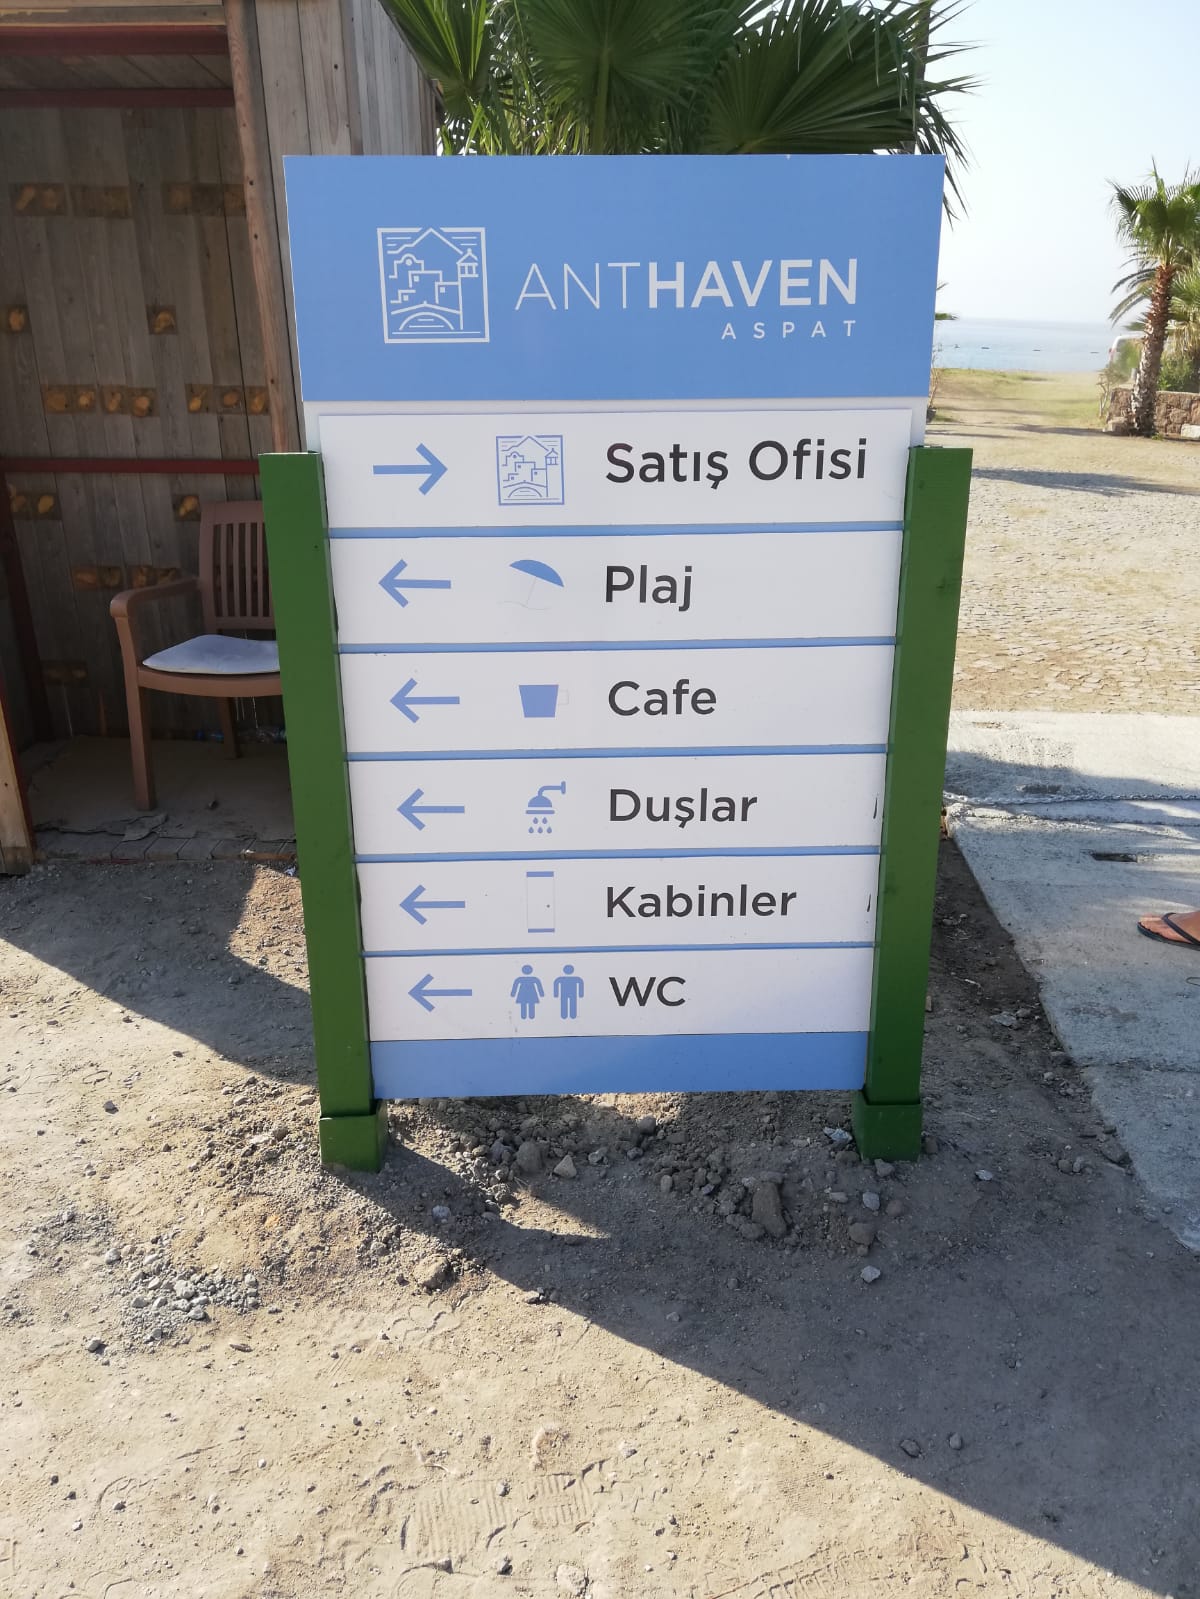 ANTHAVEN
ASPAT
Satış Ofisi
Plaj
Cafe
Duşlar
Kabinler
WC